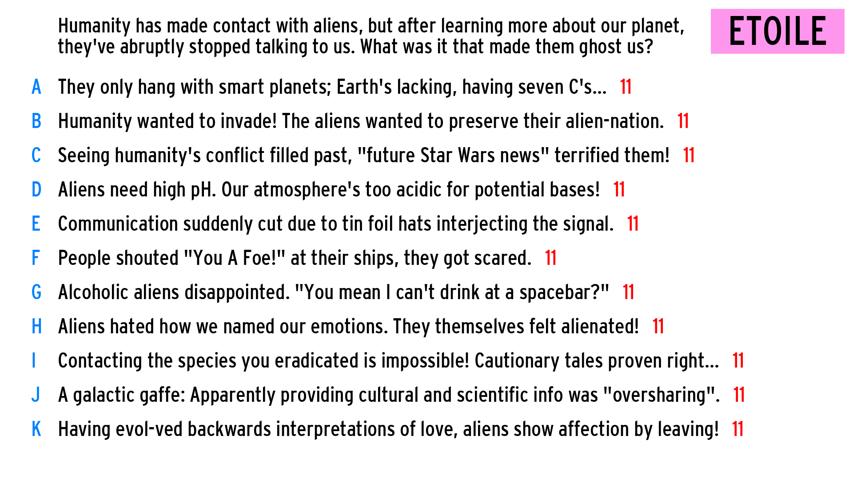 Humanity has made contact with aliens, but after learning more about our planet,
they've abruptly stopped talking to us. What was it that made them ghost us?
ETOILE
A They only hang with smart planets; Earth's lacking, having seven C's... 11
B Humanity wanted to invade! The aliens wanted to preserve their alien-nation. 11
C Seeing humanity's conflict filled past, "future Star Wars news" terrified them! 11
D Aliens need high pH. Our atmosphere's too acidic for potential bases! 11
E Communication suddenly cut due to tin foil hats interjecting the signal. 11
F People shouted "You A Foe!" at their ships, they got scared. 11
G Alcoholic aliens disappointed. "You mean I can't drink at a spacebar?" 11
H Aliens hated how we named our emotions. They themselves felt alienated! 11
I Contacting the species you eradicated is impossible! Cautionary tales proven right... 11
J A galactic gaffe: Apparently providing cultural and scientific info was "oversharing". 11
K Having evol-ved backwards interpretations of love, aliens show affection by leaving! 11